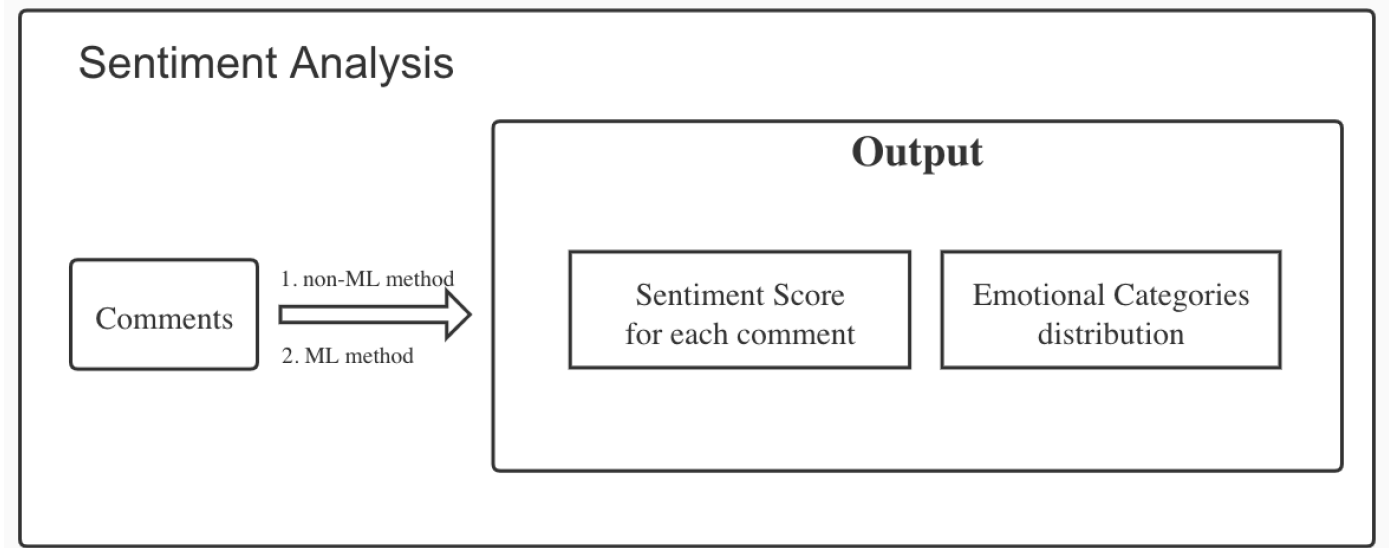 Sentiment Analysis
Output
Comments
1. non-ML method
2. ML method
Sentiment Score
for each comment
Emotional Categories
distribution